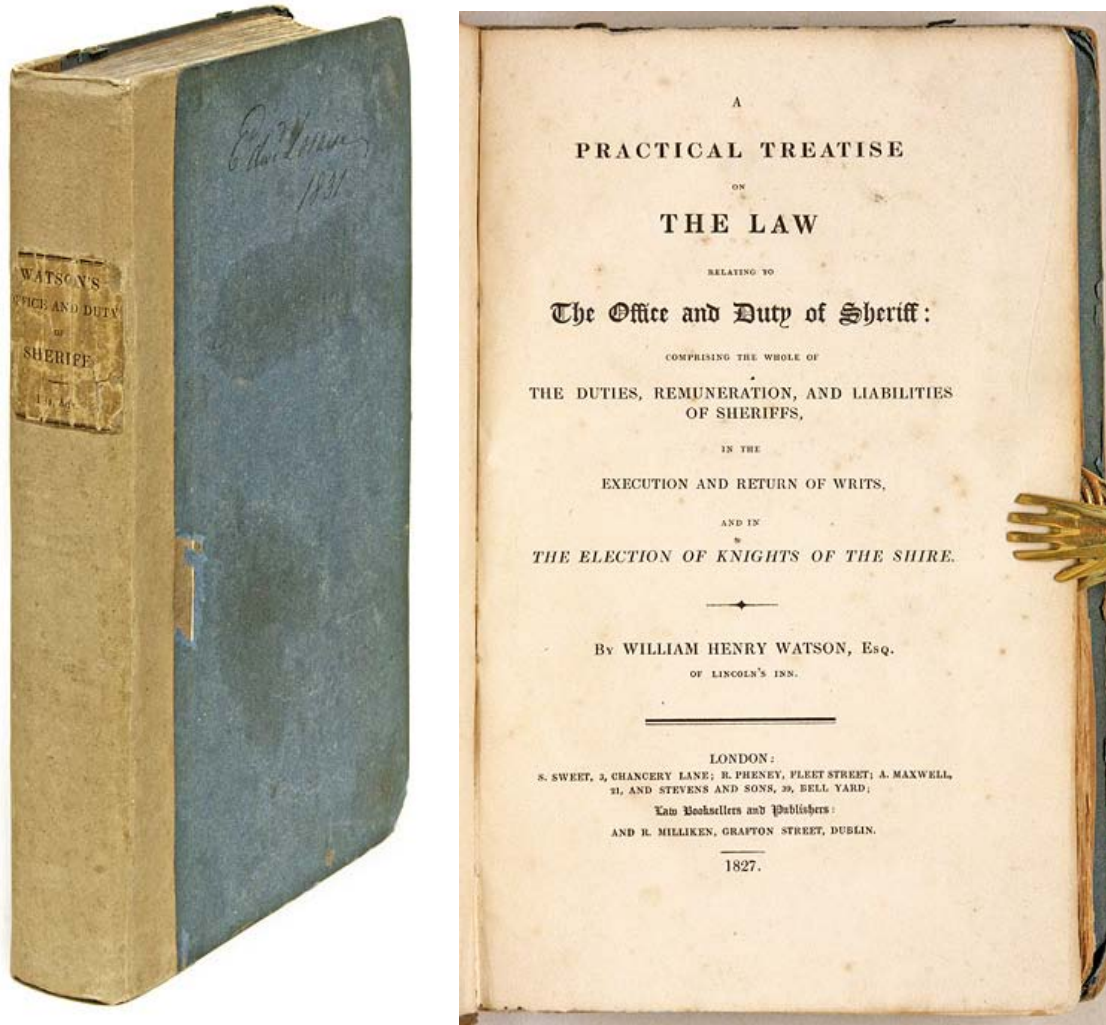 1831
WATSON'S
OFFICE AND DUTY
OF
SHERIFF
A
PRACTICAL TREATISE
ON
THE LAW
RELATING TO
The Office and Duty of Sheriff:
COMPRISING THE WHOLE OF
THE DUTIES, REMUNERATION, AND LIABILITIES
OF SHERIFFS,
IN THE
EXECUTION AND RETURN OF WRITS,
AND IN
THE ELECTION OF KNIGHTS OF THE SHIRE.
By WILLIAM HENRY WATSON, Esq.
OF LINCOLN'S INN.
LONDON:
S. SWEET, 3, CHANCERY LANE; R. PHENEY, FLEET STREET; A. MAXWELL,
21, AND STEVENS AND SONS, 39, BELL YARD;
Law Booksellers and Publishers:
AND R. MILLIKEN, GRAFTON STREET, DUBLIN.
1827.